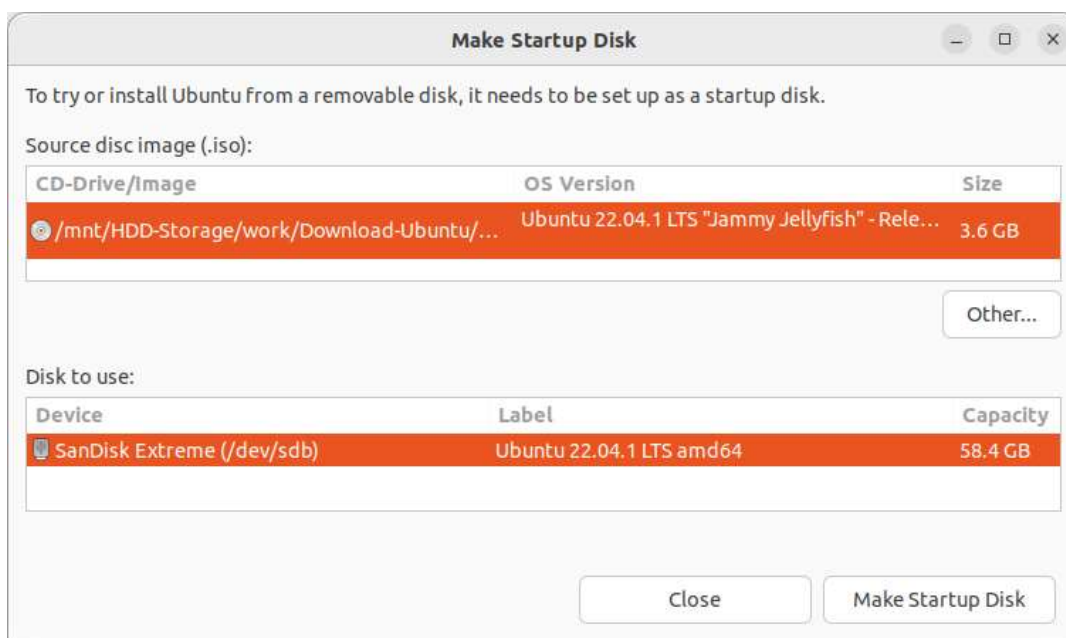 Make Startup Disk
To try or install Ubuntu from a removable disk, it needs to be set up as a startup disk.
Source disc image (.iso):
CD-Drive/Image OS Version Size
/mnt/HDD-Storage/work/Download-Ubuntu/... Ubuntu 22.04.1 LTS "Jammy Jellyfish" - Rele... 3.6 GB
Other...
Disk to use:
Device Label Capacity
SanDisk Extreme (/dev/sdb) Ubuntu 22.04.1 LTS amd64 58.4 GB
Close Make Startup Disk